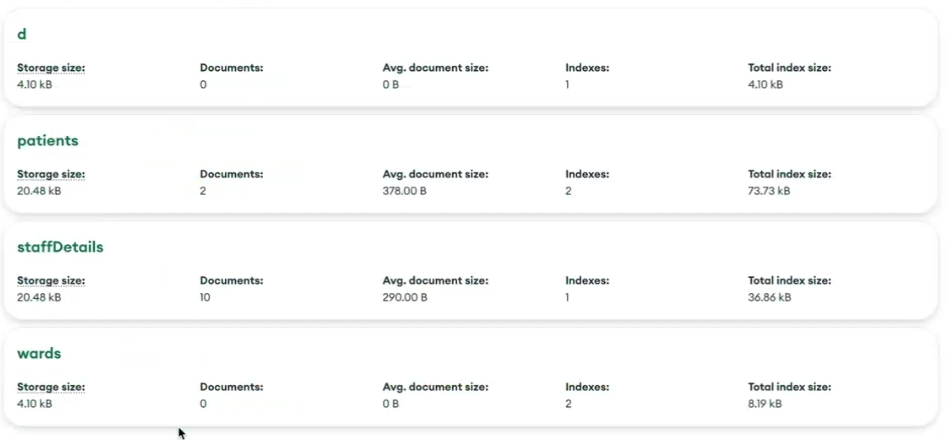 d
Storage size: Documents: Avg. document size: Indexes: Total index size:
4.10 kB 0 0 B 1 4.10 kB
patients
Storage size: Documents: Avg. document size: Indexes: Total index size:
20.48 kB 2 378.00 B 2 73.73 kB
staffDetails
Storage size: Documents: Avg. document size: Indexes: Total index size:
20.48 kB 10 290.00 B 1 36.86 kB
wards
Storage size: Documents: Avg. document size: Indexes: Total index size:
4.10 kB 0 0 B 2 8.19 kB